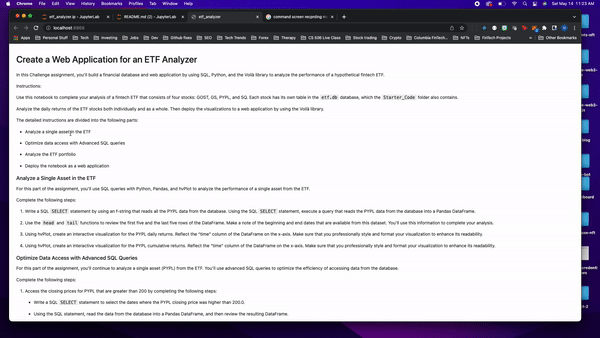 Chrome File Edit View History Bookmarks Profiles Tab Window Help Sat May 14 11:23 AM
etf_analyzer.ip - JupyterLab README.md (2) - JupyterLab etf_analyzer command screen recording m
localhost:8866
Apps Personal Stuff Tech Investing Jobs Dev Github-fixes SEO Tech Trends Forex Therapy CS 50X Live Class Stock trading Crypto Columbia FinTech... NFTs FinTech Projects Other Bookmarks
Create a Web Application for an ETF Analyzer
In this Challenge assignment, you'll build a financial database and web application by using SQL, Python, and the Voilà library to analyze the performance of a hypothetical fintech ETF.
Instructions:
Use this notebook to complete your analysis of a fintech ETF that consists of four stocks: GOST, GS, PYPL, and SQ. Each stock has its own table in the etf.db database, which the Starter_Code folder also contains.
Analyze the daily returns of the ETF stocks both individually and as a whole. Then deploy the visualizations to a web application by using the Voilà library.
The detailed instructions are divided into the following parts:
• Analyze a single asset in the ETF
• Optimize data access with Advanced SQL queries
• Analyze the ETF portfolio
• Deploy the notebook as a web application
Analyze a Single Asset in the ETF
For this part of the assignment, you'll use SQL queries with Python, Pandas, and hvPlot to analyze the performance of a single asset from the ETF.
Complete the following steps:
1. Write a SQL SELECT statement by using an f-string that reads all the PYPL data from the database. Using the SQL SELECT statement, execute a query that reads the PYPL data from the database into a Pandas DataFrame.
2. Use the head and tail functions to review the first five and the last five rows of the DataFrame. Make a note of the beginning and end dates that are available from this dataset. You'll use this information to complete your analysis.
3. Using hvPlot, create an interactive visualization for the PYPL daily returns. Reflect the "time" column of the DataFrame on the x-axis. Make sure that you professionally style and format your visualization to enhance its readability.
4. Using hvPlot, create an interactive visualization for the PYPL cumulative returns. Reflect the "time" column of the DataFrame on the x-axis. Make sure that you professionally style and format your visualization to enhance its readability.
Optimize Data Access with Advanced SQL Queries
For this part of the assignment, you'll continue to analyze a single asset (PYPL) from the ETF. You'll use advanced SQL queries to optimize the efficiency of accessing data from the database.
Complete the following steps:
1. Access the closing prices for PYPL that are greater than 200 by completing the following steps:
• Write a SQL SELECT statement to select the dates where the PYPL closing price was higher than 200.0.
• Using the SQL statement, read the data from the database into a Pandas DataFrame, and then review the resulting DataFrame.